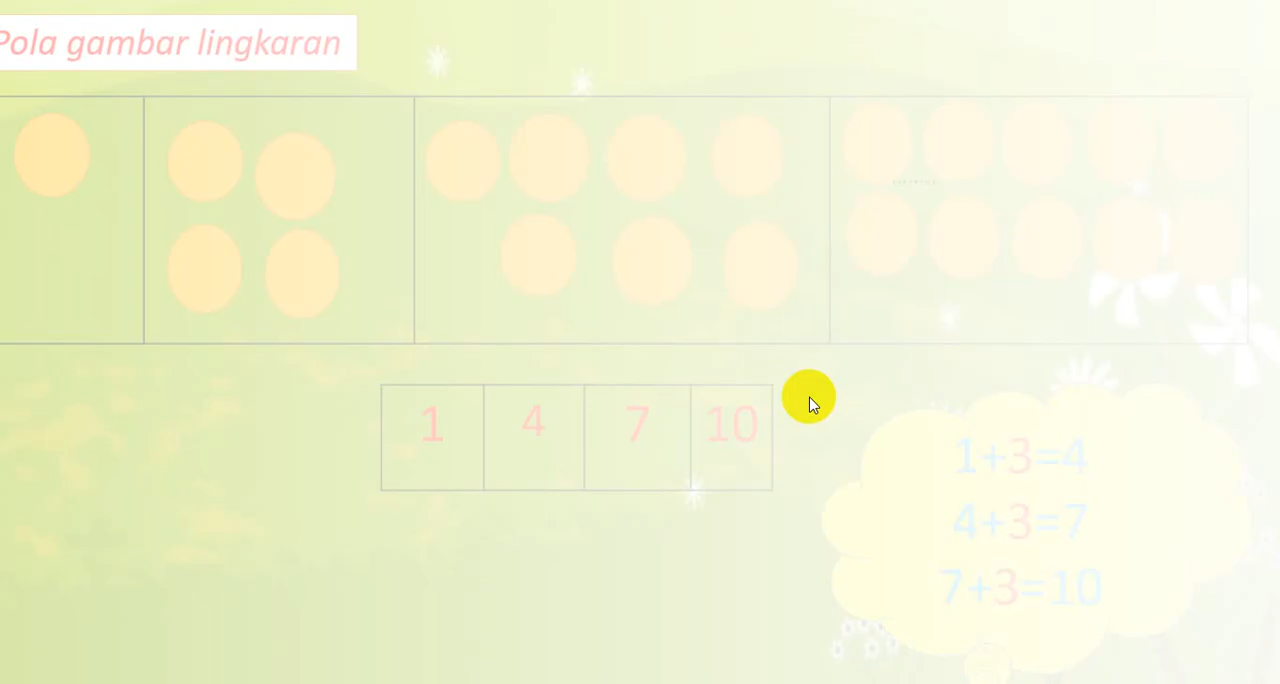 Pola gambar lingkaran
1 4 7 10
1+3=4
4+3=7
7+3=10